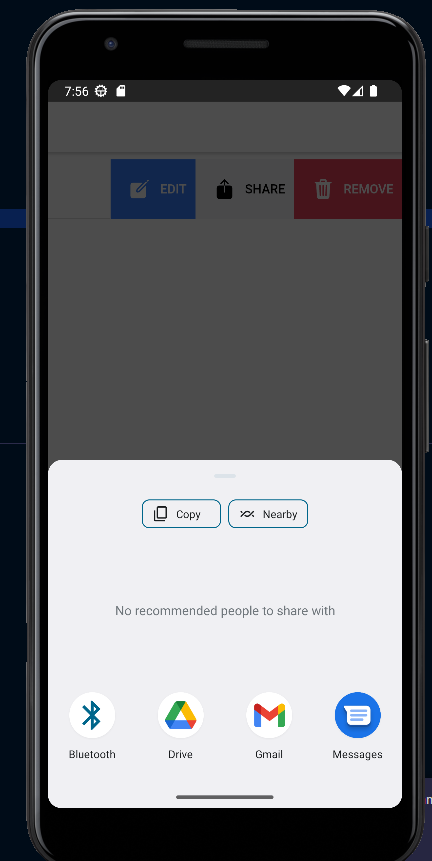 7:56
EDIT SHARE REMOVE
Copy Nearby
No recommended people to share with
Bluetooth Drive Gmail Messages